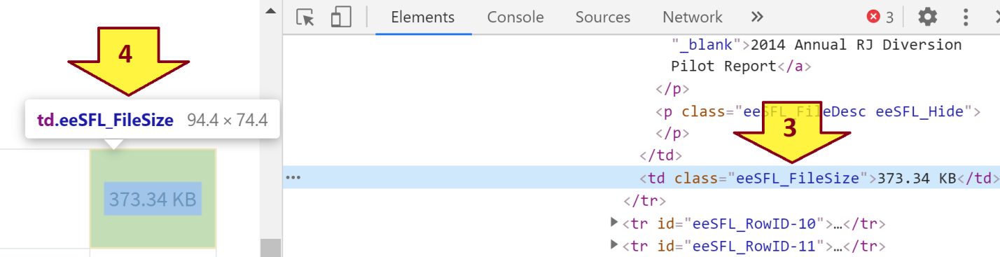 4
td.eeSFL_FileSize 94.4 × 74.4
373.34 KB
Elements Console Sources Network » 3
"_blank">2014 Annual RJ Diversion
Pilot Report</a>
</p>
<p class="eeSFL_FileDesc eeSFL_Hide">
</p>
3
</td>
<td class="eeSFL_FileSize">373.34 KB</td>
</tr>
<tr id="eeSFL_RowID-10">…</tr>
<tr id="eeSFL_RowID-11">…</tr>